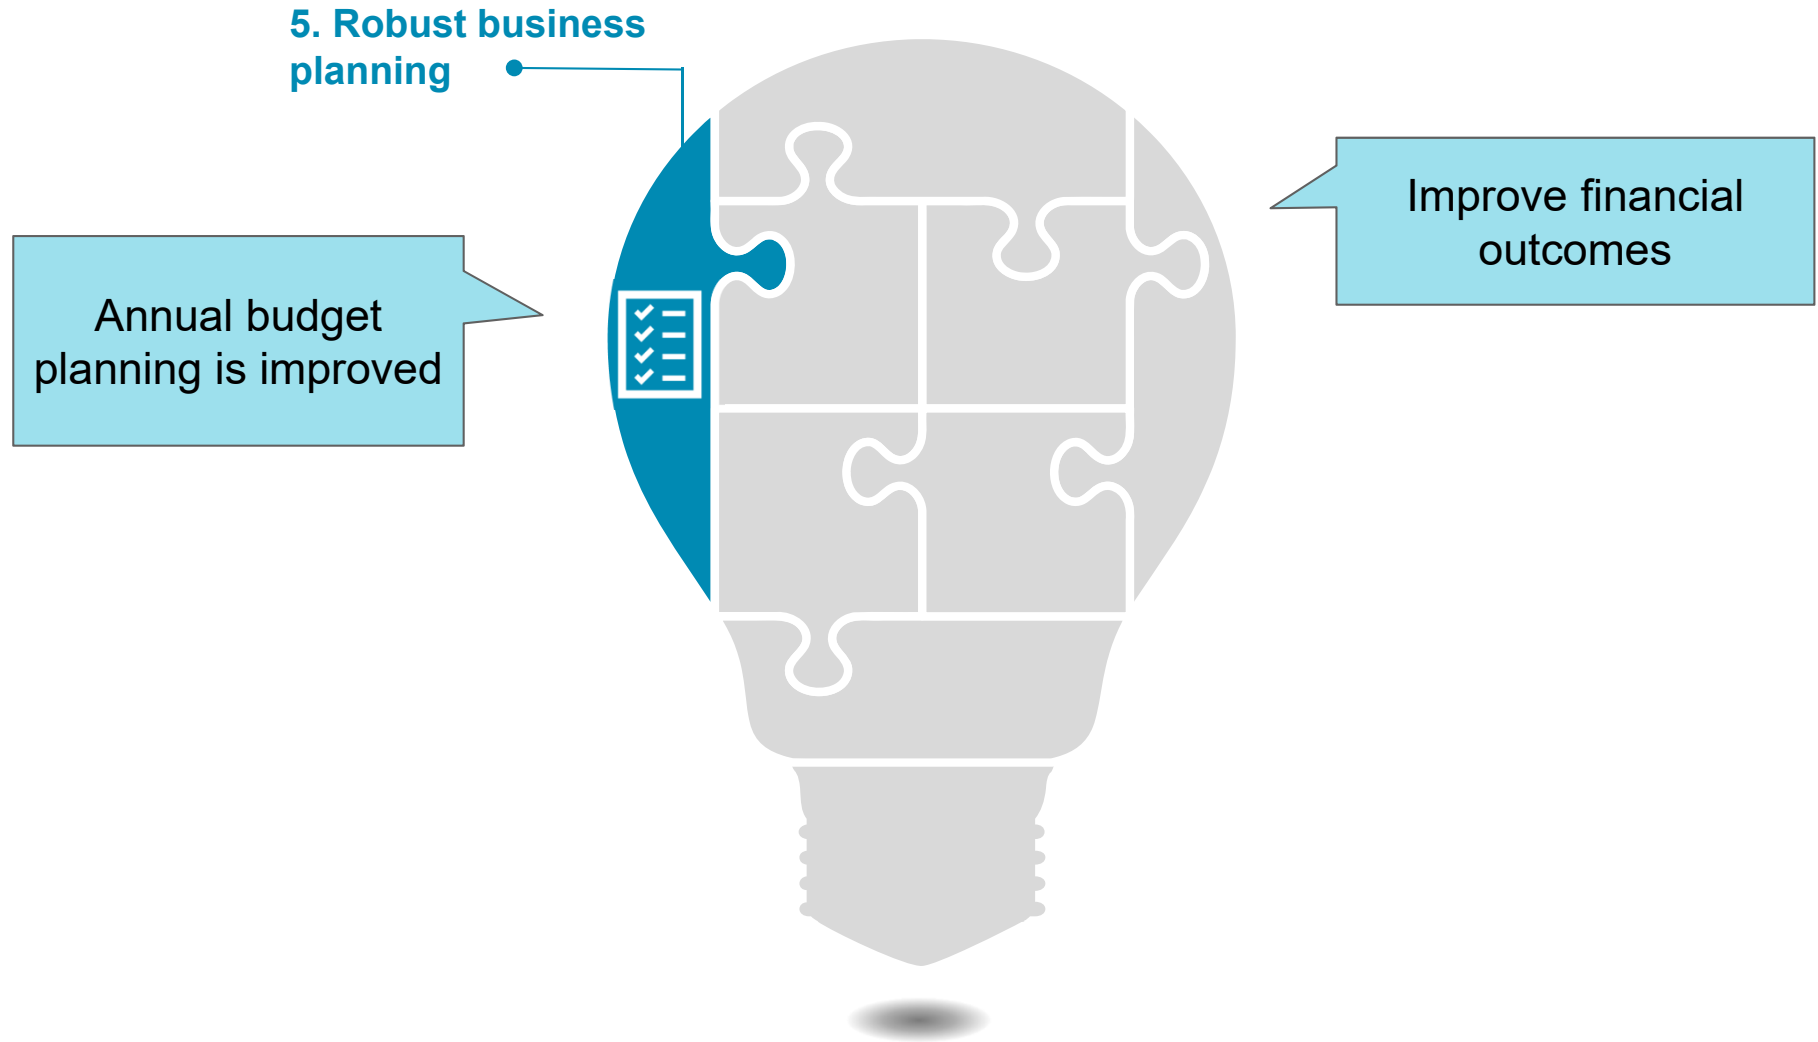 5. Robust business
planning
Improve financial
outcomes
Annual budget
planning is improved